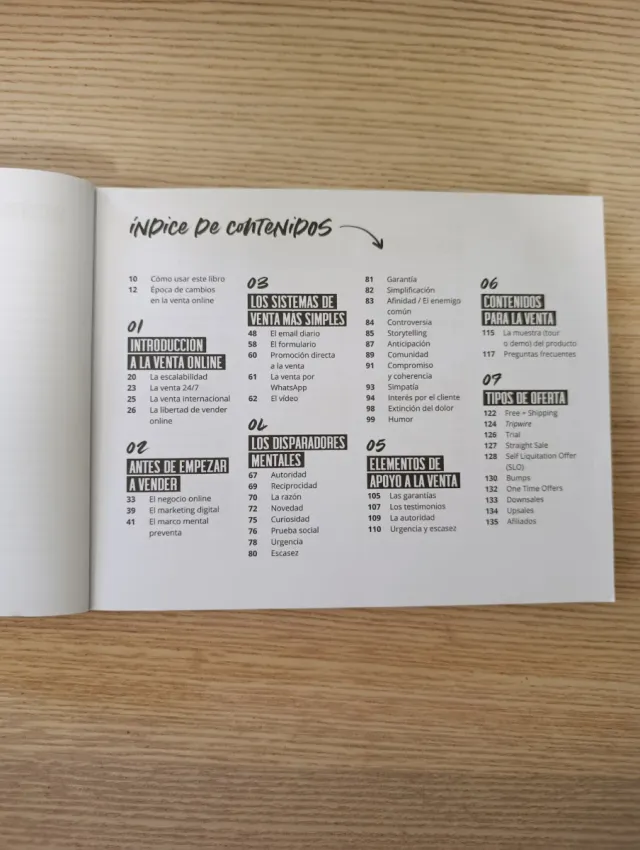 ÍNDICE DE CONTENIDOS
10 Cómo usar este libro
12 Época de cambios
en la venta online
01
INTRODUCCIÓN
A LA VENTA ONLINE
20 La escalabilidad
23 La venta 24/7
25 La venta internacional
26 La libertad de vender
online
02
ANTES DE EMPEZAR
A VENDER
33 El negocio online
39 El marketing digital
41 El marco mental
preventa
03
LOS SISTEMAS DE
VENTA MAS SIMPLES
48 El email diario
58 El formulario
60 Promoción directa
a la venta
61 La venta por
WhatsApp
62 El vídeo
04
LOS DISPARADORES
MENTALES
67 Autoridad
69 Reciprocidad
70 La razón
72 Novedad
75 Curiosidad
76 Prueba social
78 Urgencia
80 Escasez
81 Garantía
82 Simplificación
83 Afinidad / El enemigo
común
84 Controversia
85 Storytelling
87 Anticipación
89 Comunidad
91 Compromiso
y coherencia
93 Simpatía
94 Interés por el cliente
98 Extinción del dolor
99 Humor
05
ELEMENTOS DE
APOYO A LA VENTA
105 Las garantías
107 Los testimonios
109 La autoridad
110 Urgencia y escasez
06
CONTENIDOS
PARA LA VENTA
115 La muestra (tour
o demo) del producto
117 Preguntas frecuentes
07
TIPOS DE OFERTA
122 Free + Shipping
124 Tripwire
126 Trial
127 Straight Sale
128 Self Liquitation Offer
(SLO)
130 Bumps
132 One Time Offers
133 Downsales
134 Upsales
135 Afiliados